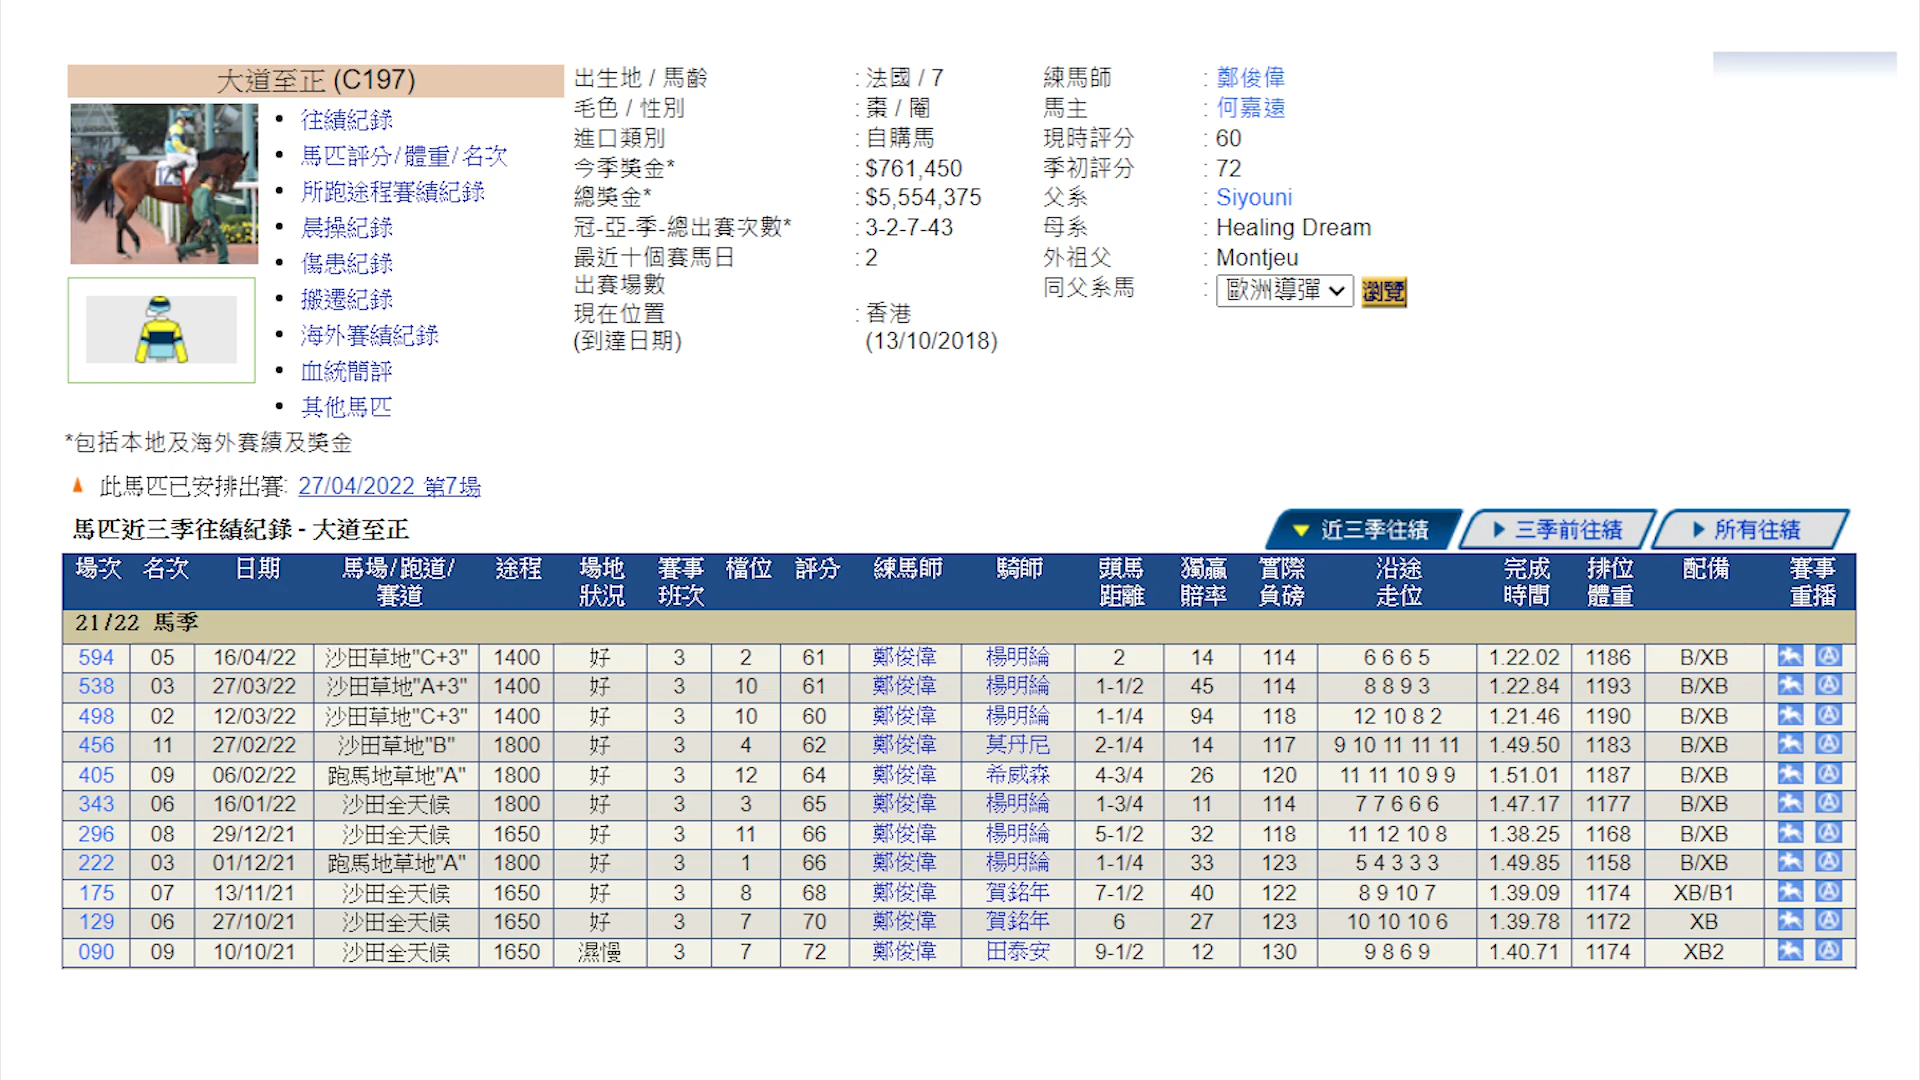 大道至正 (C197)
往績紀錄
馬匹評分/體重/名次
所跑途程賽績紀錄
晨操紀錄
傷患紀錄
搬遷紀錄
海外賽績紀錄
血統簡評
其他馬匹
出生地 / 馬齡 : 法國 / 7
毛色 / 性別 : 棗 / 閹
進口類別 : 自購馬
今季獎金* : $761,450
總獎金* : $5,554,375
冠-亞-季-總出賽次數* : 3-2-7-43
最近十個賽馬日 : 2
出賽場數
現在位置 : 香港
(到達日期) (13/10/2018)
練馬師 : 鄭俊偉
馬主 : 何嘉遠
現時評分 : 60
季初評分 : 72
父系 : Siyouni
母系 : Healing Dream
外祖父 : Montjeu
同父系馬 : 歐洲導彈 瀏覽
*包括本地及海外賽績及獎金
此馬匹已安排出賽: 27/04/2022 第7場
馬匹近三季往績紀錄 - 大道至正
近三季往績 三季前往績 所有往績
場次 名次 日期 馬場/跑道/ 途程 場地 賽事 檔位 評分 練馬師 騎師 頭馬 獨贏 實際 沿途 完成 排位 配備 賽事
賽道 狀況 班次 距離 賠率 負磅 走位 時間 體重 重播
21/22 馬季
594 05 16/04/22 沙田草地"C+3" 1400 好 3 2 61 鄭俊偉 楊明綸 2 14 114 6 6 6 5 1.22.02 1186 B/XB
538 03 27/03/22 沙田草地"A+3" 1400 好 3 10 61 鄭俊偉 楊明綸 1-1/2 45 114 8 8 9 3 1.22.84 1193 B/XB
498 02 12/03/22 沙田草地"C+3" 1400 好 3 10 60 鄭俊偉 楊明綸 1-1/4 94 118 12 10 8 2 1.21.46 1190 B/XB
456 11 27/02/22 沙田草地"B" 1800 好 3 4 62 鄭俊偉 莫丹尼 2-1/4 14 117 9 10 11 11 11 1.49.50 1183 B/XB
405 09 06/02/22 跑馬地草地"A" 1800 好 3 12 64 鄭俊偉 希威森 4-3/4 26 120 11 11 10 9 9 1.51.01 1187 B/XB
343 06 16/01/22 沙田全天候 1800 好 3 3 65 鄭俊偉 楊明綸 1-3/4 11 114 7 7 6 6 6 1.47.17 1177 B/XB
296 08 29/12/21 沙田全天候 1650 好 3 11 66 鄭俊偉 楊明綸 5-1/2 32 118 11 12 10 8 1.38.25 1168 B/XB
222 03 01/12/21 跑馬地草地"A" 1800 好 3 1 66 鄭俊偉 楊明綸 1-1/4 33 123 5 4 3 3 3 1.49.85 1158 B/XB
175 07 13/11/21 沙田全天候 1650 好 3 8 68 鄭俊偉 賀銘年 7-1/2 40 122 8 9 10 7 1.39.09 1174 XB/B1
129 06 27/10/21 沙田全天候 1650 好 3 7 70 鄭俊偉 賀銘年 6 27 123 10 10 10 6 1.39.78 1172 XB
090 09 10/10/21 沙田全天候 1650 濕慢 3 7 72 鄭俊偉 田泰安 9-1/2 12 130 9 8 6 9 1.40.71 1174 XB2